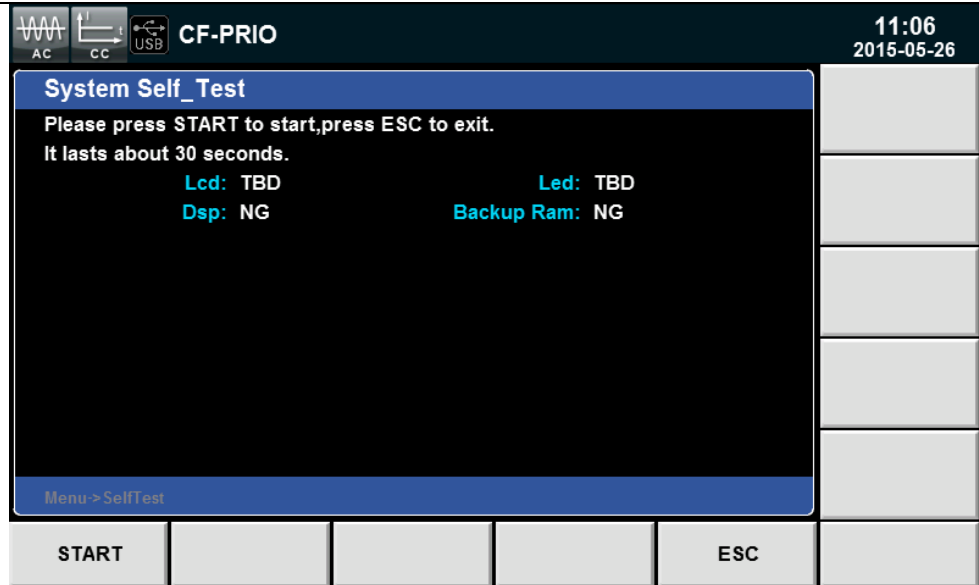 AC CC USB CF-PRIO 11:06
2015-05-26
System Self_Test
Please press START to start,press ESC to exit.
It lasts about 30 seconds.
Lcd: TBD Led: TBD
Dsp: NG Backup Ram: NG
Menu->SelfTest
START ESC